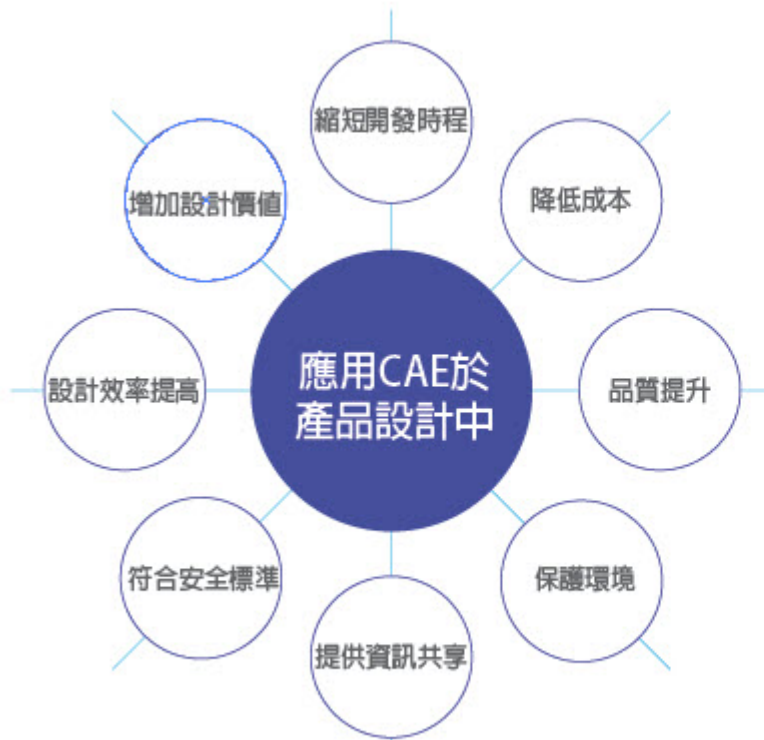 縮短開發時程
增加設計價值
降低成本
應用CAE於
產品設計中
設計效率提高
品質提升
符合安全標準
保護環境
提供資訊共享